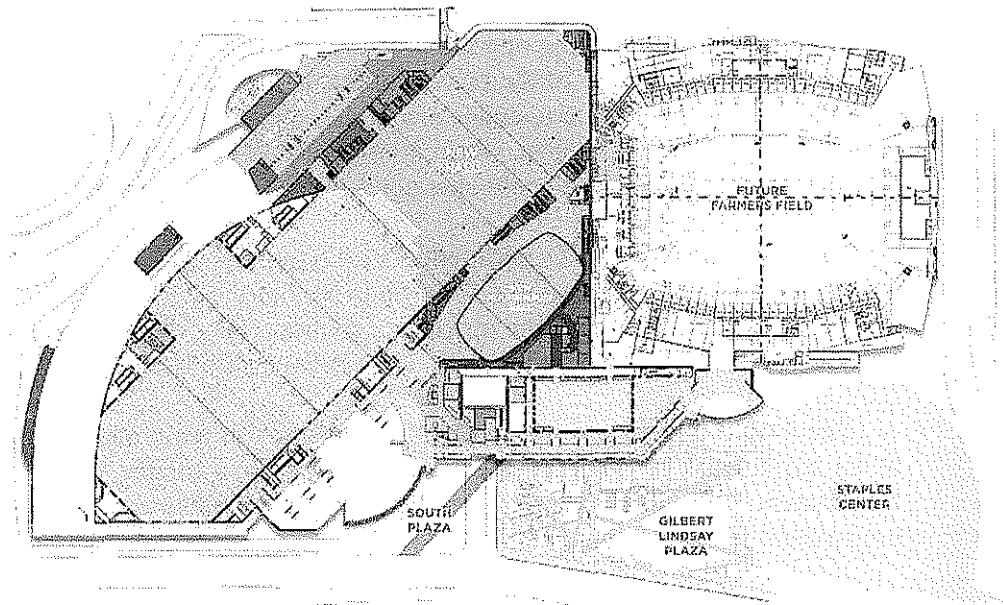 FUTURE
FARMERS FIELD
SOUTH
PLAZA
GILBERT
LINDSAY
PLAZA
STAPLES
CENTER